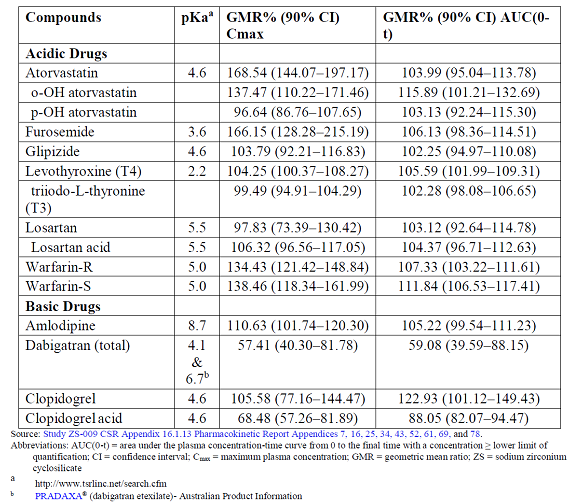 Compounds pKaa GMR% (90% CI) Cmax GMR% (90% CI) AUC(0-t)
Acidic Drugs
Atorvastatin 4.6 168.54 (144.07–197.17) 103.99 (95.04–113.78)
o-OH atorvastatin 137.47 (110.22–171.46) 115.89 (101.21–132.69)
p-OH atorvastatin 96.64 (86.76–107.65) 103.13 (92.24–115.30)
Furosemide 3.6 166.15 (128.28–215.19) 106.13 (98.36–114.51)
Glipizide 4.6 103.79 (92.21–116.83) 102.25 (94.97–110.08)
Levothyroxine (T4) 2.2 104.25 (100.37–108.27) 105.59 (101.99–109.31)
triiodo-L-thyronine (T3) 99.49 (94.91–104.29) 102.28 (98.08–106.65)
Losartan 5.5 97.83 (73.39–130.42) 103.12 (92.64–114.78)
Losartan acid 5.5 106.32 (96.56–117.05) 104.37 (96.71–112.63)
Warfarin-R 5.0 134.43 (121.42–148.84) 107.33 (103.22–111.61)
Warfarin-S 5.0 138.46 (118.34–161.99) 111.84 (106.53–117.41)
Basic Drugs
Amlodipine 8.7 110.63 (101.74–120.30) 105.22 (99.54–111.23)
Dabigatran (total) 4.1 & 6.7b 57.41 (40.30–81.78) 59.08 (39.59–88.15)
Clopidogrel 4.6 105.58 (77.16–144.47) 122.93 (101.12–149.43)
Clopidogrel acid 4.6 68.48 (57.26–81.89) 88.05 (82.07–94.47)
Source: Study ZS-009 CSR Appendix 16.1.13 Pharmacokinetic Report Appendices 7, 16, 25, 34, 43, 52, 61, 69, and 78.
Abbreviations: AUC(0-t) = area under the plasma concentration-time curve from 0 to the final time with a concentration ≥ lower limit of
quantification; CI = confidence interval; Cmax = maximum plasma concentration; GMR = geometric mean ratio; ZS = sodium zirconium
cyclosilicate
a http://www.tsrlinc.net/search.cfm
b PRADAXA® (dabigatran etexilate)- Australian Product Information